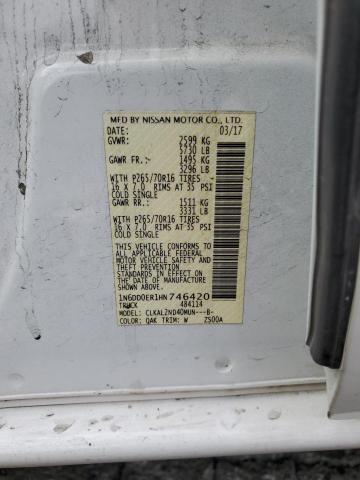 MFD BY NISSAN MOTOR CO., LTD.
DATE: 03/17
GVWR: 2599 KG
5730 LB
GAWR FR.: 1495 KG
3296 LB
WITH P265/70R16 TIRES
16 X 7.0 RIMS AT 35 PSI
COLD SINGLE
GAWR RR.: 1511 KG
3331 LB
WITH P265/70R16 TIRES
16 X 7.0 RIMS AT 35 PSI
COLD SINGLE
THIS VEHICLE CONFORMS TO
ALL APPLICABLE FEDERAL
MOTOR VEHICLE SAFETY
STANDARDS IN EFFECT ON
THE DATE OF MANUFACTURE
SHOWN ABOVE.
1N6DD0ER1HN746420
TRUCK 484114
MODEL: CLKALZND40MUN---B-
COLOR: QAK TRIM: W ZS00A